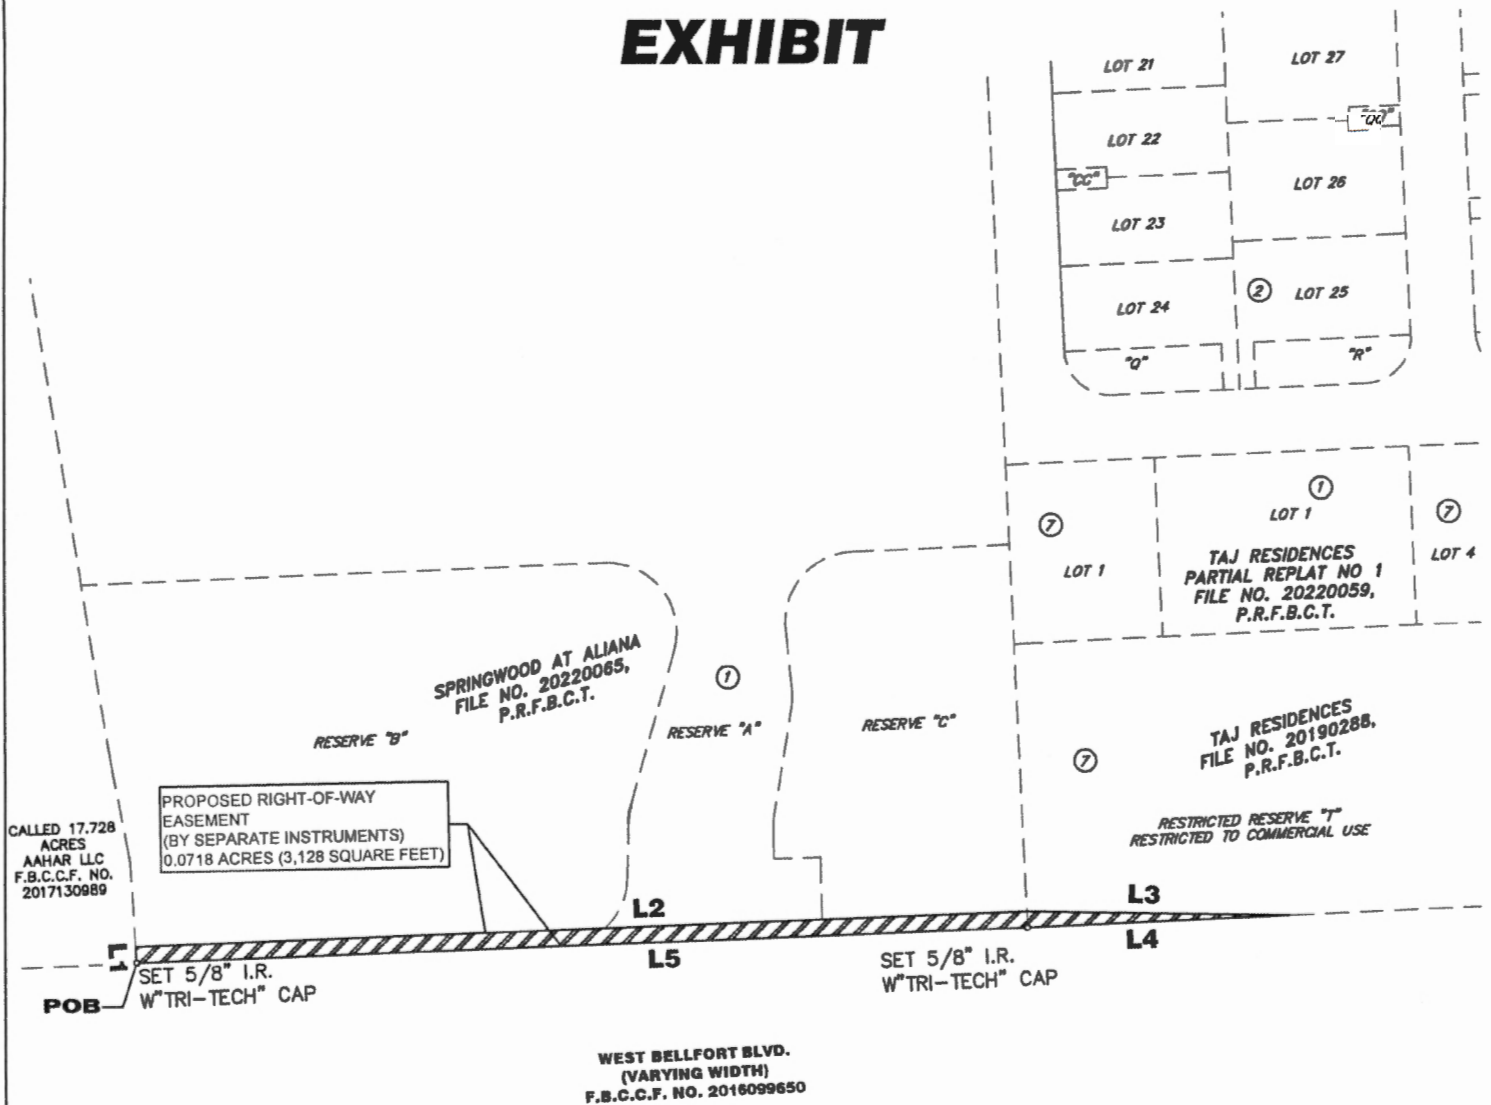 EXHIBIT
LOT 21
LOT 27
"QQ"
LOT 22
"CC"
LOT 26
LOT 23
2
LOT 25
LOT 24
"Q"
"R"
1
7
LOT 1
7
LOT 1
TAJ RESIDENCES
PARTIAL REPLAT NO 1
FILE NO. 20220059,
P.R.F.B.C.T.
LOT 4
SPRINGWOOD AT ALIANA
FILE NO. 20220065,
P.R.F.B.C.T.
1
RESERVE "B"
RESERVE "A"
RESERVE "C"
7
TAJ RESIDENCES
FILE NO. 20190288,
P.R.F.B.C.T.
RESTRICTED RESERVE "T"
RESTRICTED TO COMMERCIAL USE
PROPOSED RIGHT-OF-WAY
EASEMENT
(BY SEPARATE INSTRUMENTS)
0.0718 ACRES (3,128 SQUARE FEET)
CALLED 17.728
ACRES
AAHAR LLC
F.B.C.C.F. NO.
2017130989
L2
L3
L1
L5
L4
SET 5/8" I.R.
W"TRI-TECH" CAP
SET 5/8" I.R.
W"TRI-TECH" CAP
POB
WEST BELLFORT BLVD.
(VARYING WIDTH)
F.B.C.C.F. NO. 2016099650